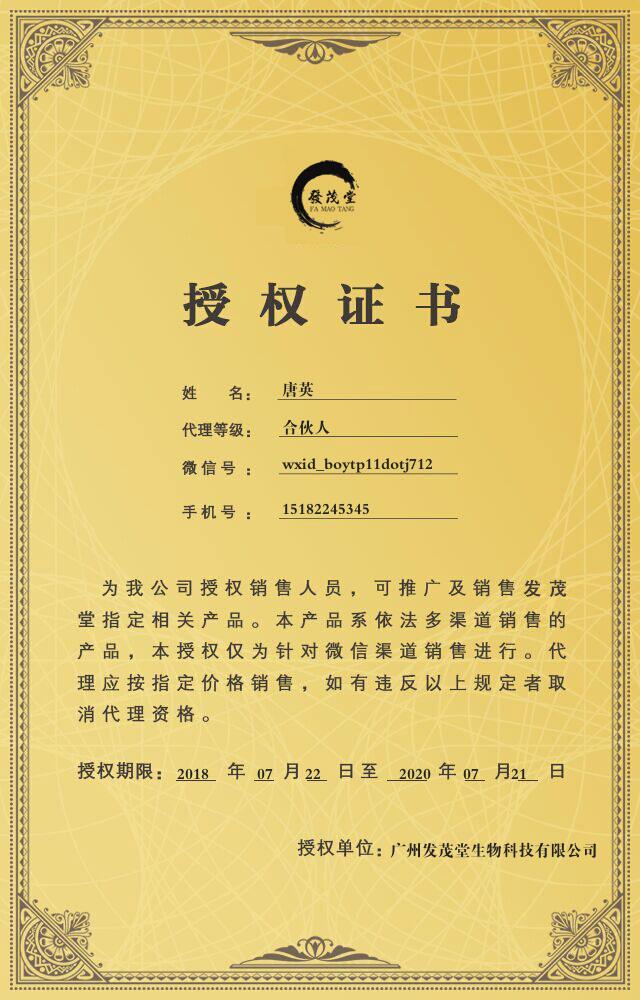 發茂堂
FA MAO TANG
授权证书
姓 名： 唐英
代理等级： 合伙人
微信号： wxid_boytp11dotj712
手机号： 15182245345
为我公司授权销售人员，可推广及销售发茂
堂指定相关产品。本产品系依法多渠道销售的
产品，本授权仅为针对微信渠道销售进行。代
理应按指定价格销售，如有违反以上规定者取
消代理资格。
授权期限：2018 年 07 月 22 日至 2020 年 07 月 21 日
授权单位：广州发茂堂生物科技有限公司